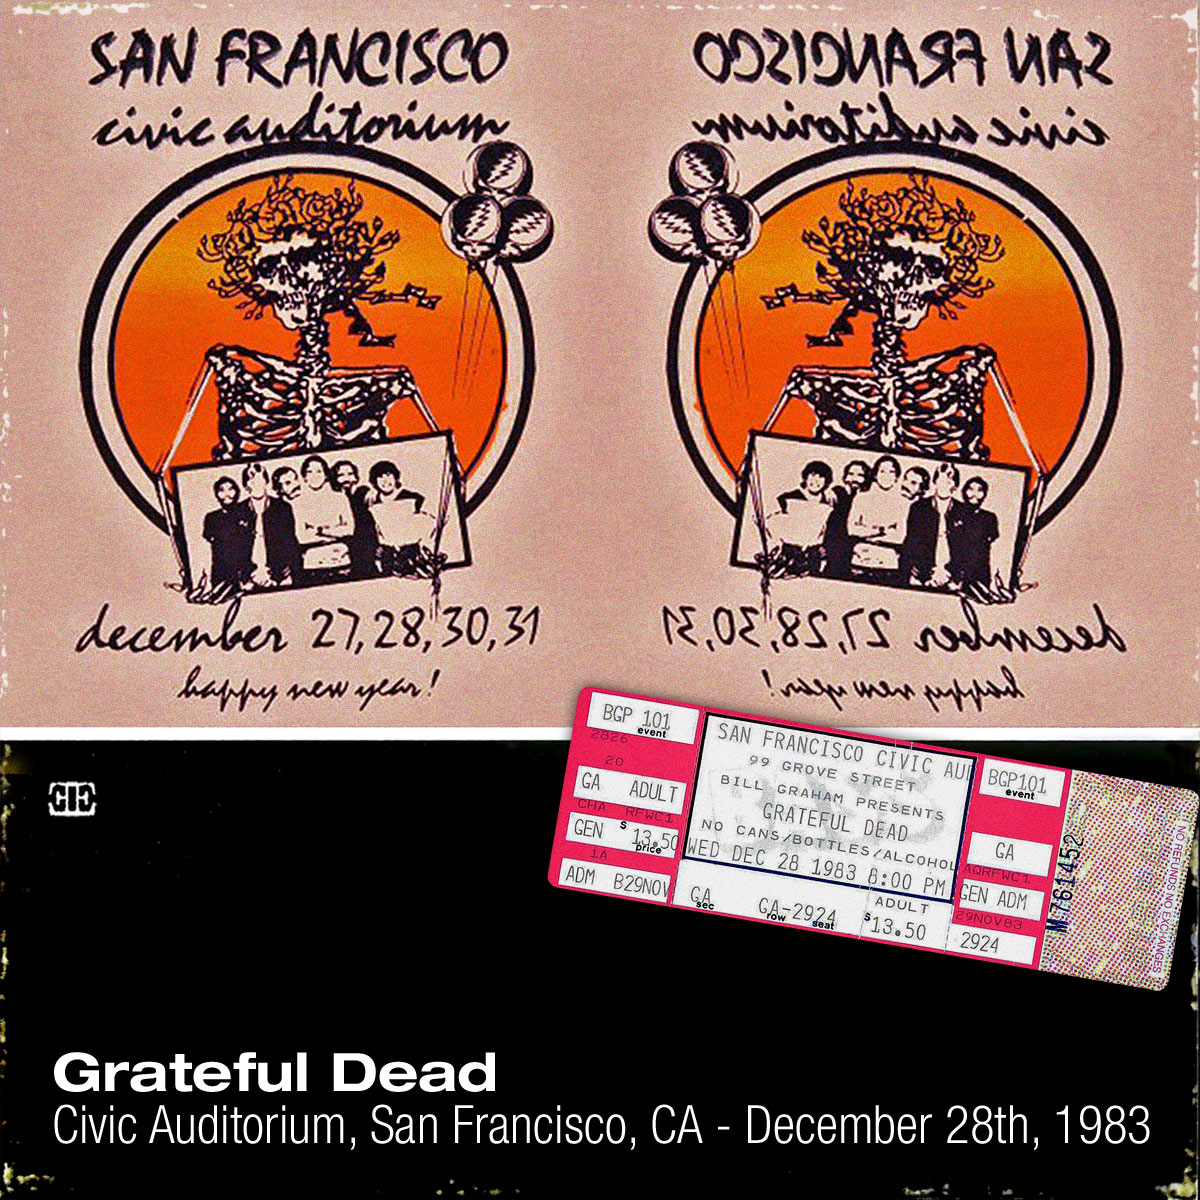 SAN FRANCISCO
civic auditorium
december 27, 28, 30, 31
happy new year!
SAN FRANCISCO
civic auditorium
december 27, 28, 30, 31
happy new year!
BGP 101
event
2826
20
GA ADULT
CHA RFWC1
GEN $ 13.50
price
1A
ADM B29NOV
SAN FRANCISCO CIVIC AUD
99 GROVE STREET
BILL GRAHAM PRESENTS
GRATEFUL DEAD
NO CANS/BOTTLES/ALCOHOL
WED DEC 28 1983 8:00 PM
GA GA-2924
sec row seat
ADULT
$13.50
BGP101
event
GA
AQRFWC1
GEN ADM
29NOV83
2924
M 761452
NO REFUNDS NO EXCHANGES
Grateful Dead
Civic Auditorium, San Francisco, CA - December 28th, 1983